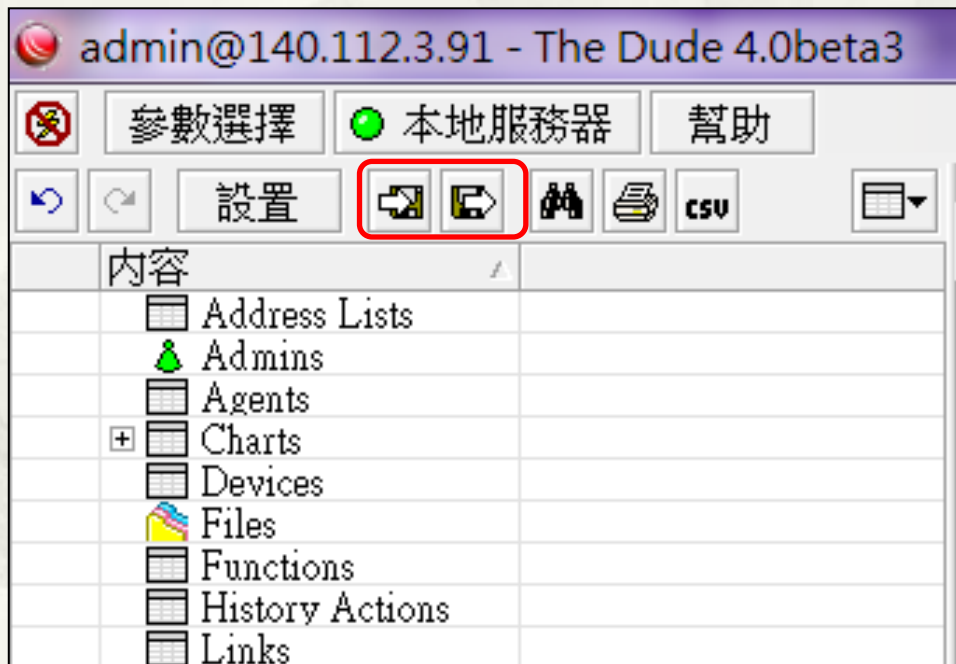 admin@140.112.3.91 - The Dude 4.0beta3
參數選擇 本地服務器 幫助
設置 csv
内容
Address Lists
Admins
Agents
Charts
Devices
Files
Functions
History Actions
Links